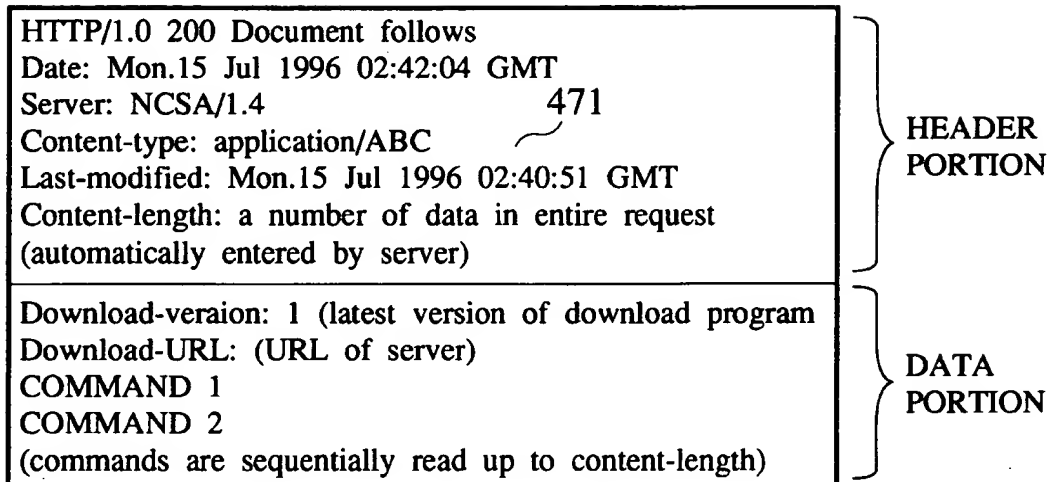 HTTP/1.0 200 Document follows
Date: Mon.15 Jul 1996 02:42:04 GMT
Server: NCSA/1.4
471
Content-type: application/ABC
Last-modified: Mon.15 Jul 1996 02:40:51 GMT
Content-length: a number of data in entire request
(automatically entered by server)
HEADER
PORTION
Download-veraion: 1 (latest version of download program
Download-URL: (URL of server)
COMMAND 1
COMMAND 2
(commands are sequentially read up to content-length)
DATA
PORTION